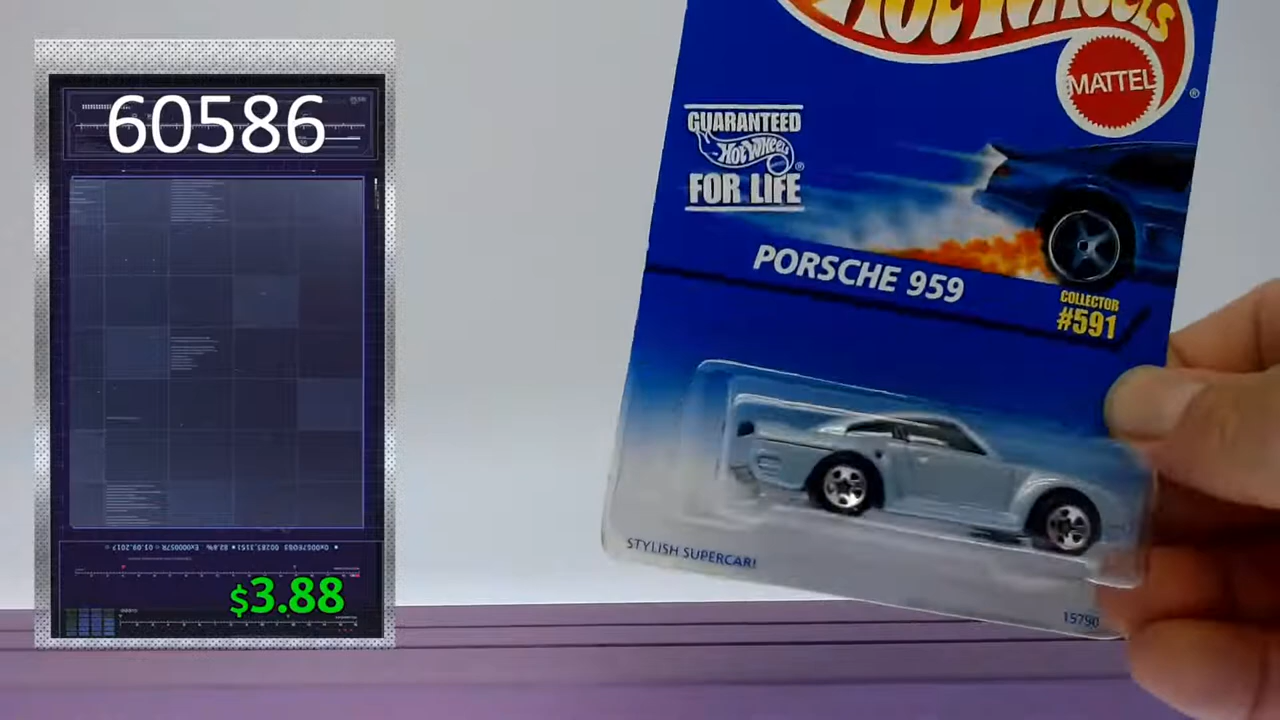 60586
$3.88
HOT WHEELS
MATTEL
®
GUARANTEED
Hot Wheels ®
FOR LIFE
PORSCHE 959
COLLECTOR
#591
STYLISH SUPERCAR!
15790